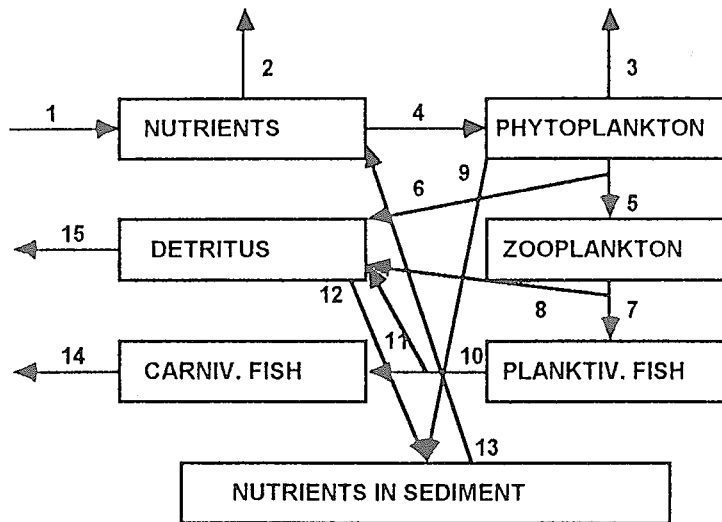 2
3
1
NUTRIENTS
4
PHYTOPLANKTON
9
6
5
15
DETRITUS
ZOOPLANKTON
12
8
7
11
14
CARNIV. FISH
10
PLANKTIV. FISH
13
NUTRIENTS IN SEDIMENT